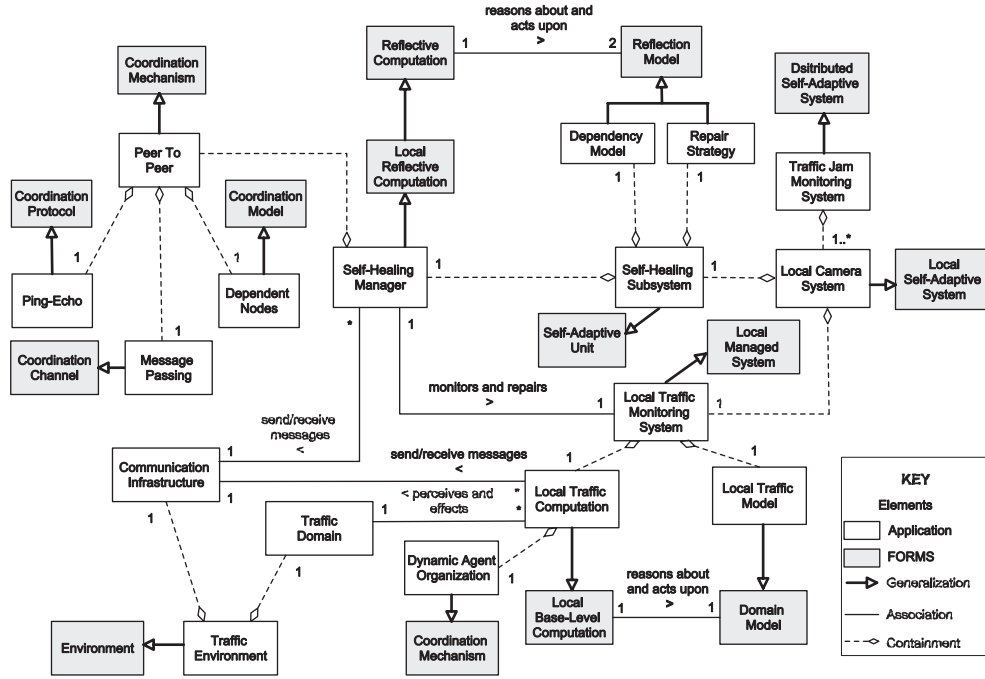 reasons about and
acts upon
>
1
2
Reflective
Computation
Reflection
Model
Coordination
Mechanism
Dsitributed
Self-Adaptive
System
Peer To
Peer
Local
Reflective
Computation
Dependency
Model
Repair
Strategy
Traffic Jam
Monitoring
System
1
1
1..*
Coordination
Protocol
Coordination
Model
1
1
Ping-Echo
Dependent
Nodes
Self-Healing
Manager
1
Self-Healing
Subsystem
1
Local Camera
System
Local
Self-Adaptive
System
*
1
1
Coordination
Channel
Message
Passing
Self-Adaptive
Unit
Local
Managed
System
monitors and repairs
>
1
Local Traffic
Monitoring
System
1
send/receive
messages
<
1
send/receive messages
<
1
1
Communication
Infrastructure
1
*
Local Traffic
Computation
Local Traffic
Model
< perceives and
effects
1
*
1
Traffic
Domain
1
Dynamic Agent
Organization
1
reasons about
and acts upon
>
Local
Base-Level
Computation
1
1
Domain
Model
Environment
Traffic
Environment
Coordination
Mechanism
KEY
Elements
Application
FORMS
Generalization
Association
Containment